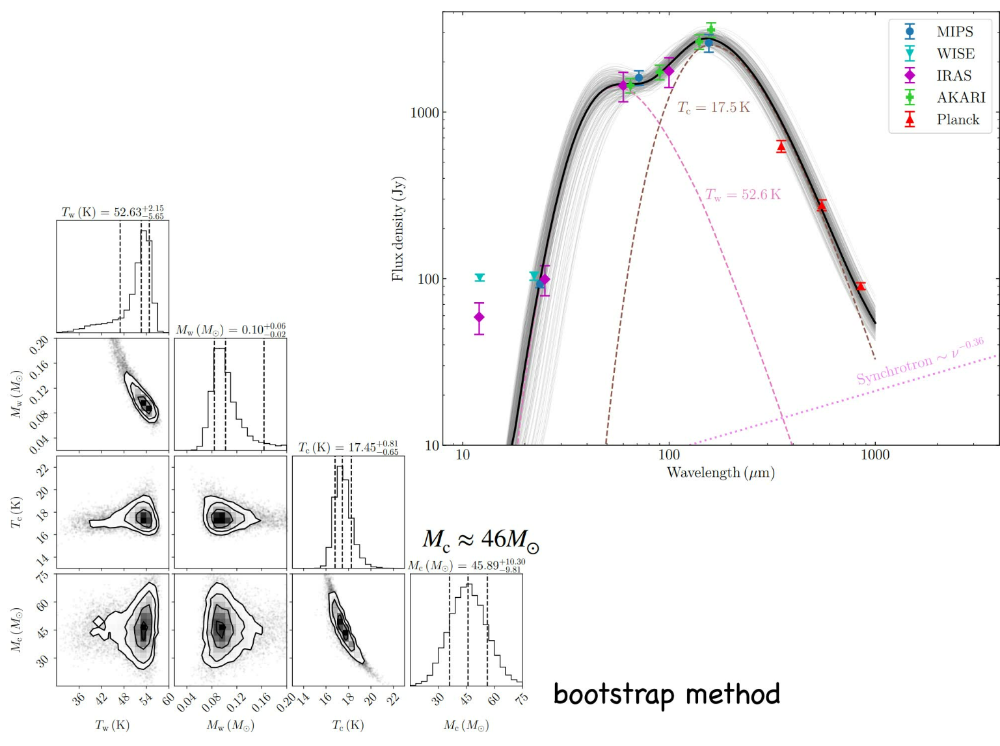 MIPS
WISE
IRAS
AKARI
Planck
T_c = 17.5 K
T_w = 52.6 K
Synchrotron ~ ν^{-0.36}
Flux density (Jy)
1000
100
10
10 100 1000
Wavelength (μm)
T_w (K) = 52.63^{+2.15}_{-5.65}
M_w (M_⊙) = 0.10^{+0.06}_{-0.02}
T_c (K) = 17.45^{+0.81}_{-0.65}
M_c ≈ 46M_⊙
M_c (M_⊙) = 45.89^{+10.30}_{-9.81}
M_w (M_⊙)
0.20
0.16
0.12
0.08
0.04
T_c (K)
22
20
18
16
14
M_c (M_⊙)
75
60
45
30
36 42 48 54 60
T_w (K)
0.04 0.08 0.12 0.16 0.20
M_w (M_⊙)
14 16 18 20 22
T_c (K)
30 45 60 75
M_c (M_⊙)
bootstrap method